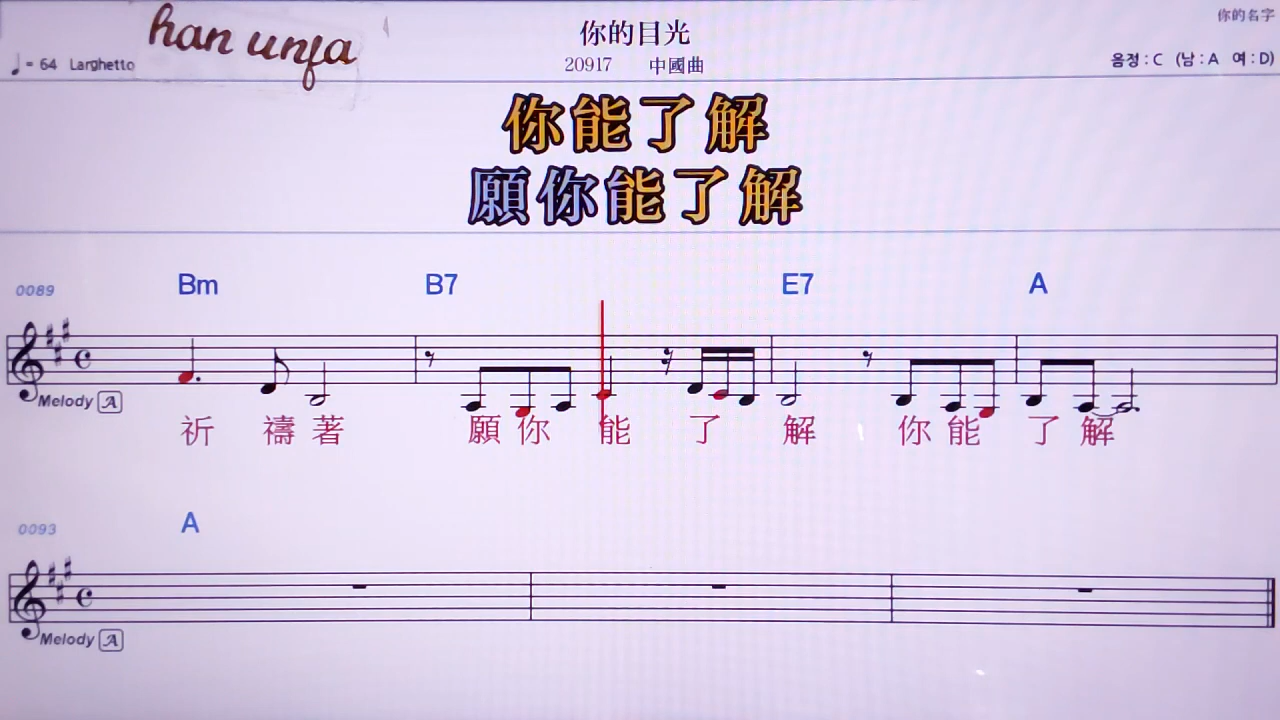 han unfa
你的目光
你的名字
♩= 64 Larghetto
20917 中國曲
음정 : C (남 : A 여 : D)
你能了解
願你能了解
0089
Bm B7 E7 A
Melody A
祈 禱 著 願 你 能 了 解 你 能 了 解
0093
A
Melody A